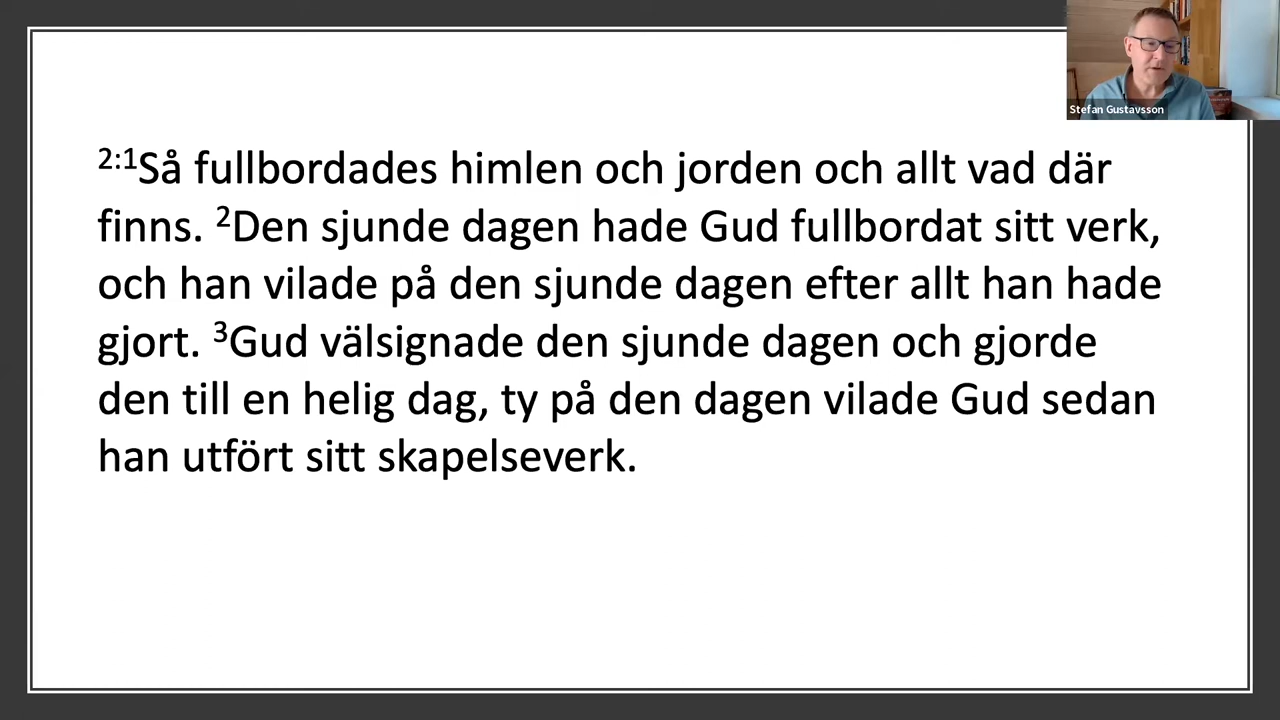 Stefan Gustavsson
2:1Så fullbordades himlen och jorden och allt vad där
finns. 2Den sjunde dagen hade Gud fullbordat sitt verk,
och han vilade på den sjunde dagen efter allt han hade
gjort. 3Gud välsignade den sjunde dagen och gjorde
den till en helig dag, ty på den dagen vilade Gud sedan
han utfört sitt skapelseverk.